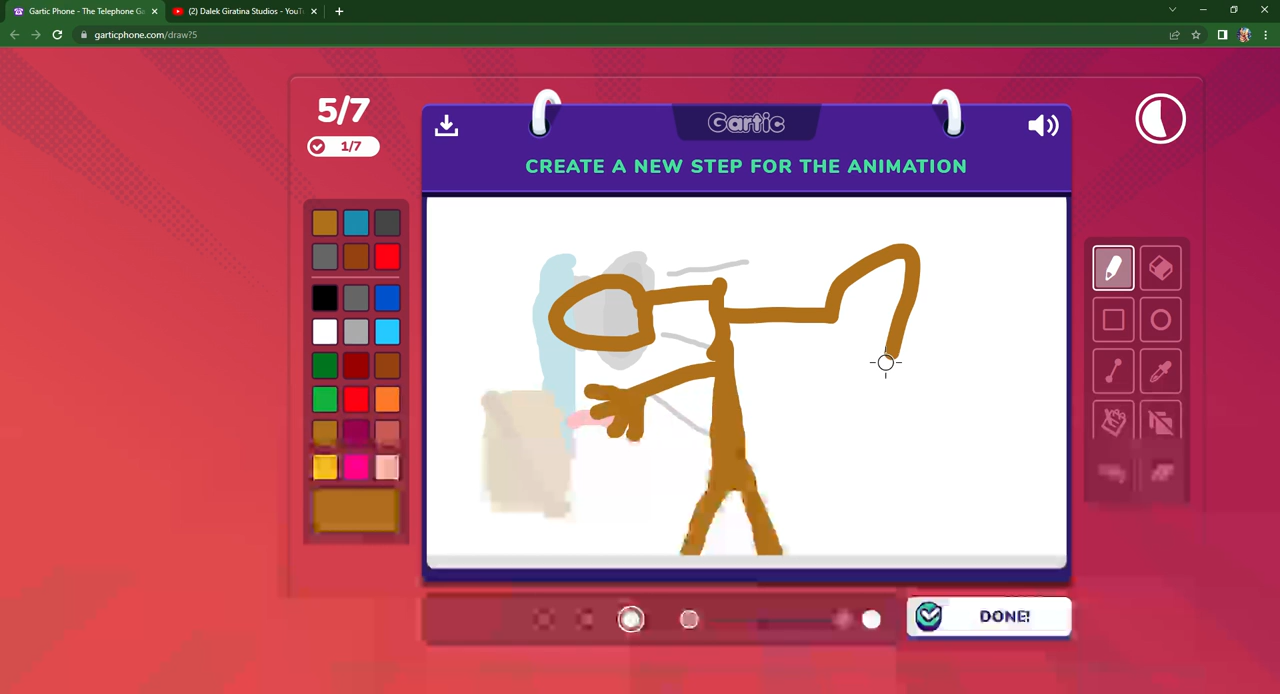 Gartic Phone - The Telephone Ga
(2) Dalek Giratina Studios - YouT
garticphone.com/draw?5
5/7
1/7
Gartic
CREATE A NEW STEP FOR THE ANIMATION
DONE!